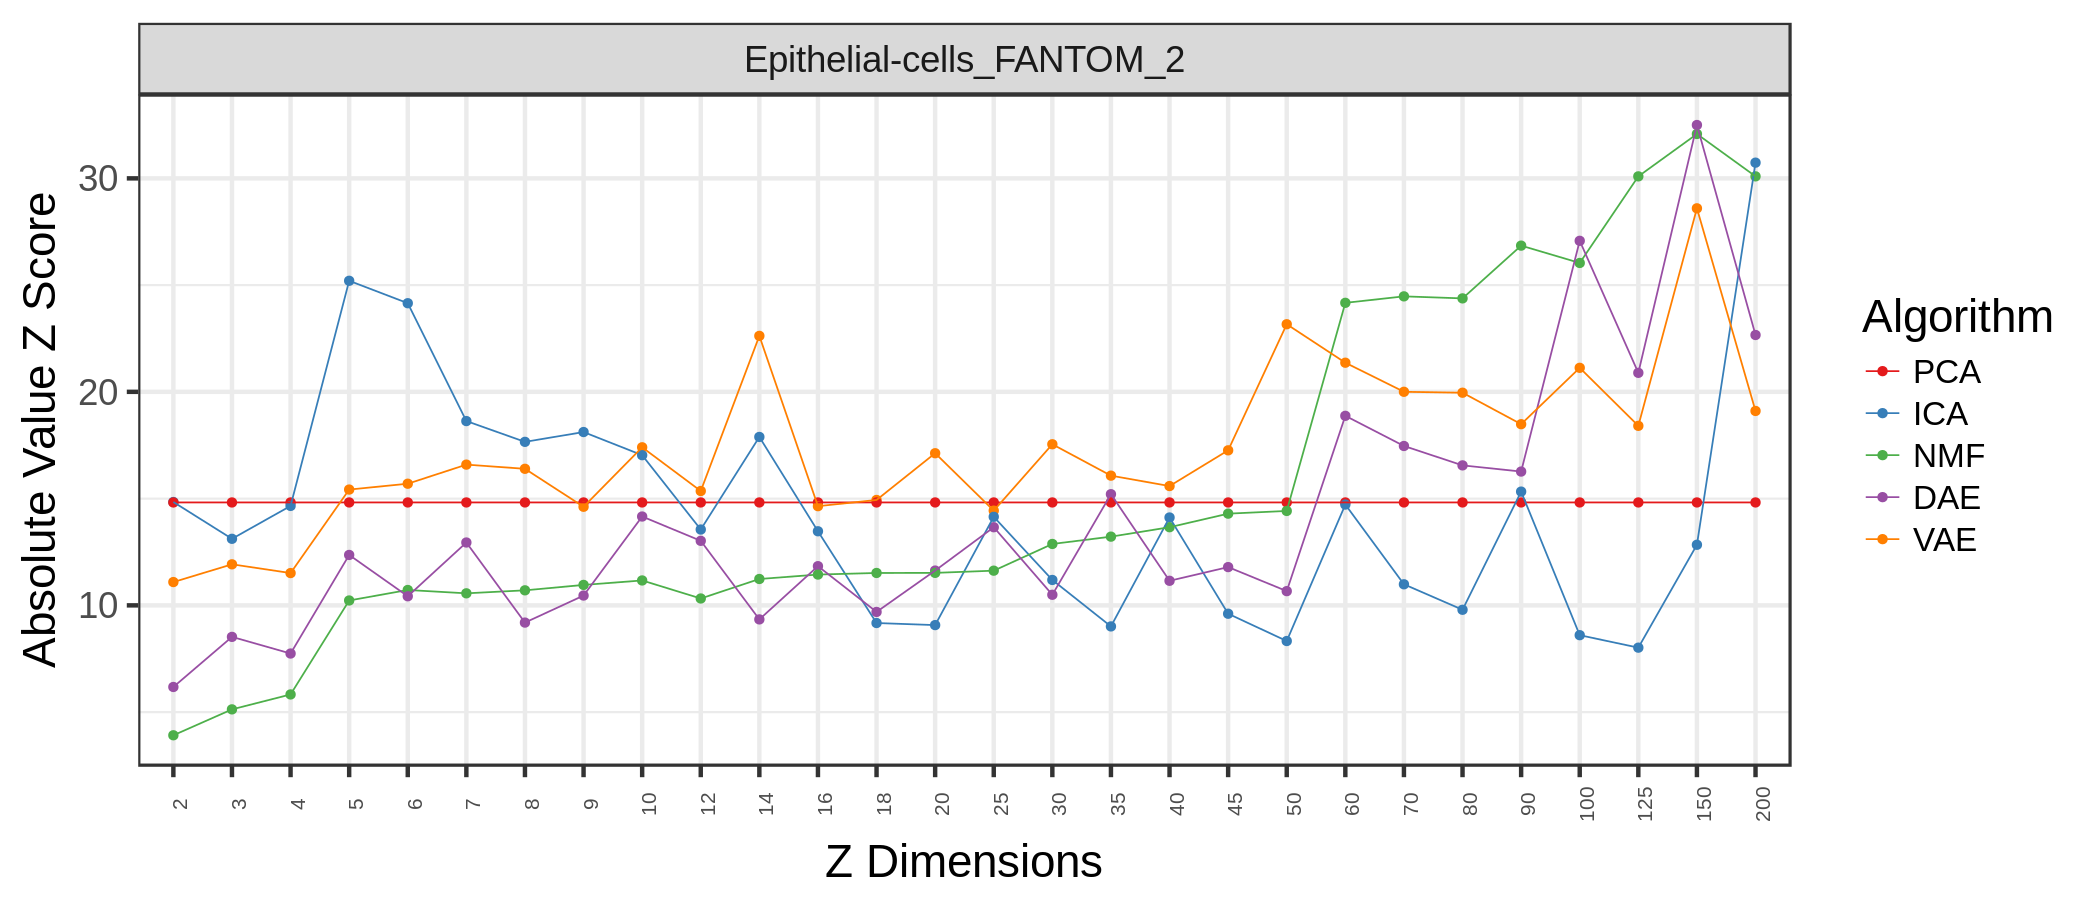 Epithelial-cells_FANTOM_2
Absolute Value Z Score
30
20
10
2 3 4 5 6 7 8 9 10 12 14 16 18 20 25 30 35 40 45 50 60 70 80 90 100 125 150 200
Z Dimensions
Algorithm
PCA
ICA
NMF
DAE
VAE